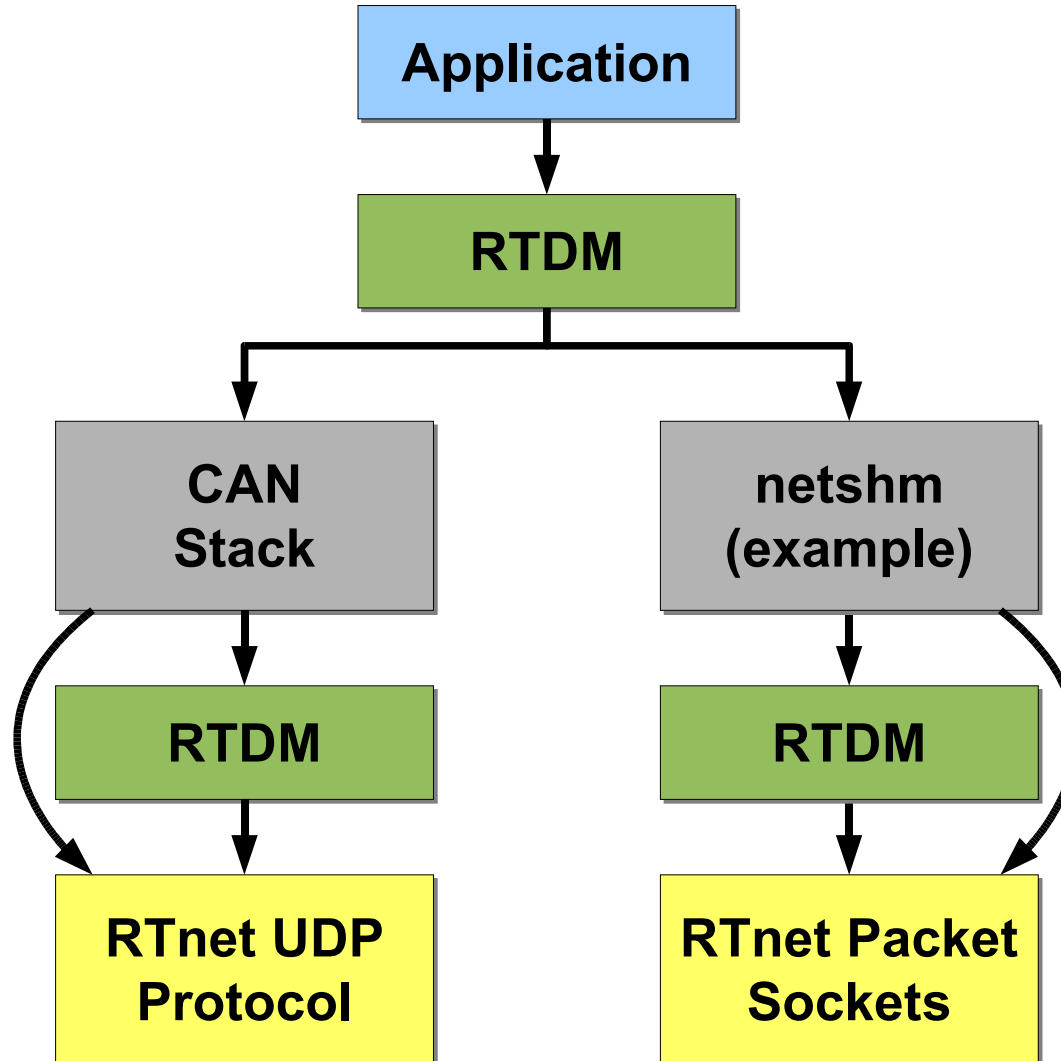 Application
RTDM
CAN
Stack
netshm
(example)
RTDM
RTDM
RTnet UDP
Protocol
RTnet Packet
Sockets